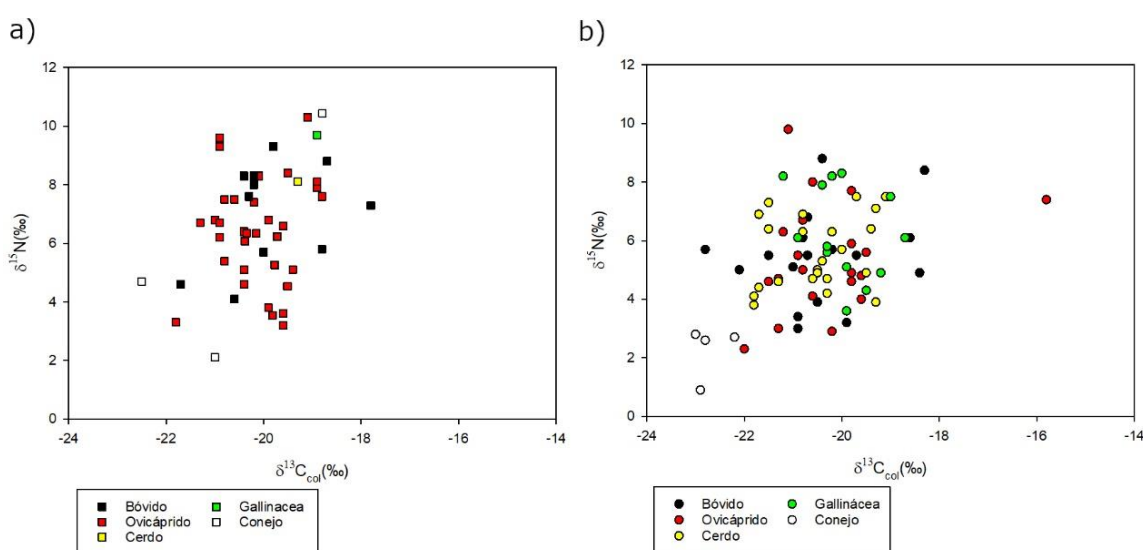 a)
12
10
8
6
4
2
0
δ15N(‰)
-24 -22 -20 -18 -16 -14
δ13Ccol(‰)
Bóvido
Ovicáprido
Cerdo
Gallinacea
Conejo
b)
12
10
8
6
4
2
0
δ15N(‰)
-24 -22 -20 -18 -16 -14
δ13Ccol(‰)
Bóvido
Ovicáprido
Cerdo
Gallinácea
Conejo